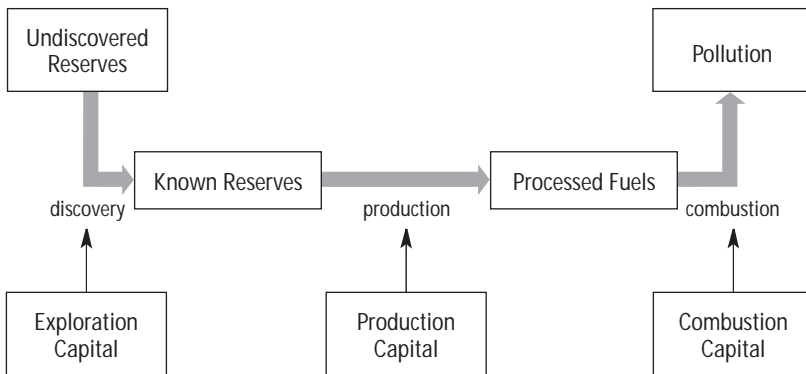 Undiscovered
Reserves
Pollution
Known Reserves
Processed Fuels
discovery
production
combustion
Exploration
Capital
Production
Capital
Combustion
Capital